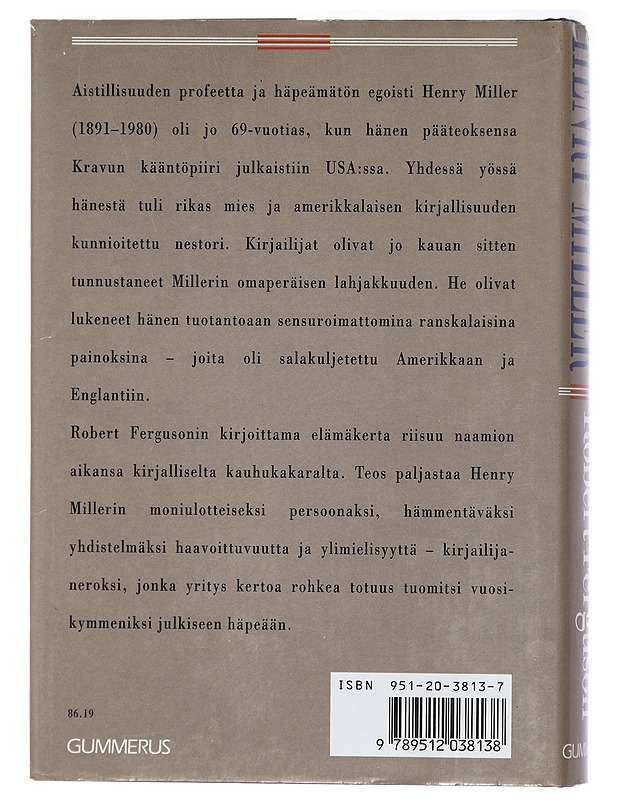 Aistillisuuden profeetta ja häpeämätön egoisti Henry Miller
(1891–1980) oli jo 69-vuotias, kun hänen pääteoksensa
Kravun kääntöpiiri julkaistiin USA:ssa. Yhdessä yössä
hänestä tuli rikas mies ja amerikkalaisen kirjallisuuden
kunnioitettu nestori. Kirjailijat olivat jo kauan sitten
tunnustaneet Millerin omaperäisen lahjakkuuden. He olivat
lukeneet hänen tuotantoaan sensuroimattomina ranskalaisina
painoksina – joita oli salakuljetettu Amerikkaan ja
Englantiin.
Robert Fergusonin kirjoittama elämäkerta riisuu naamion
aikansa kirjalliselta kauhukakaralta. Teos paljastaa Henry
Millerin moniulotteiseksi persoonaksi, hämmentäväksi
yhdistelmäksi haavoittuvuutta ja ylimielisyyttä – kirjailija-
neroksi, jonka yritys kertoa rohkea totuus tuomitsi vuosi-
kymmeniksi julkiseen häpeään.
ISBN 951-20-3813-7
9 789512 038138
86.19
GUMMERUS
HENRY MILLER
Robert Ferguson
GUM